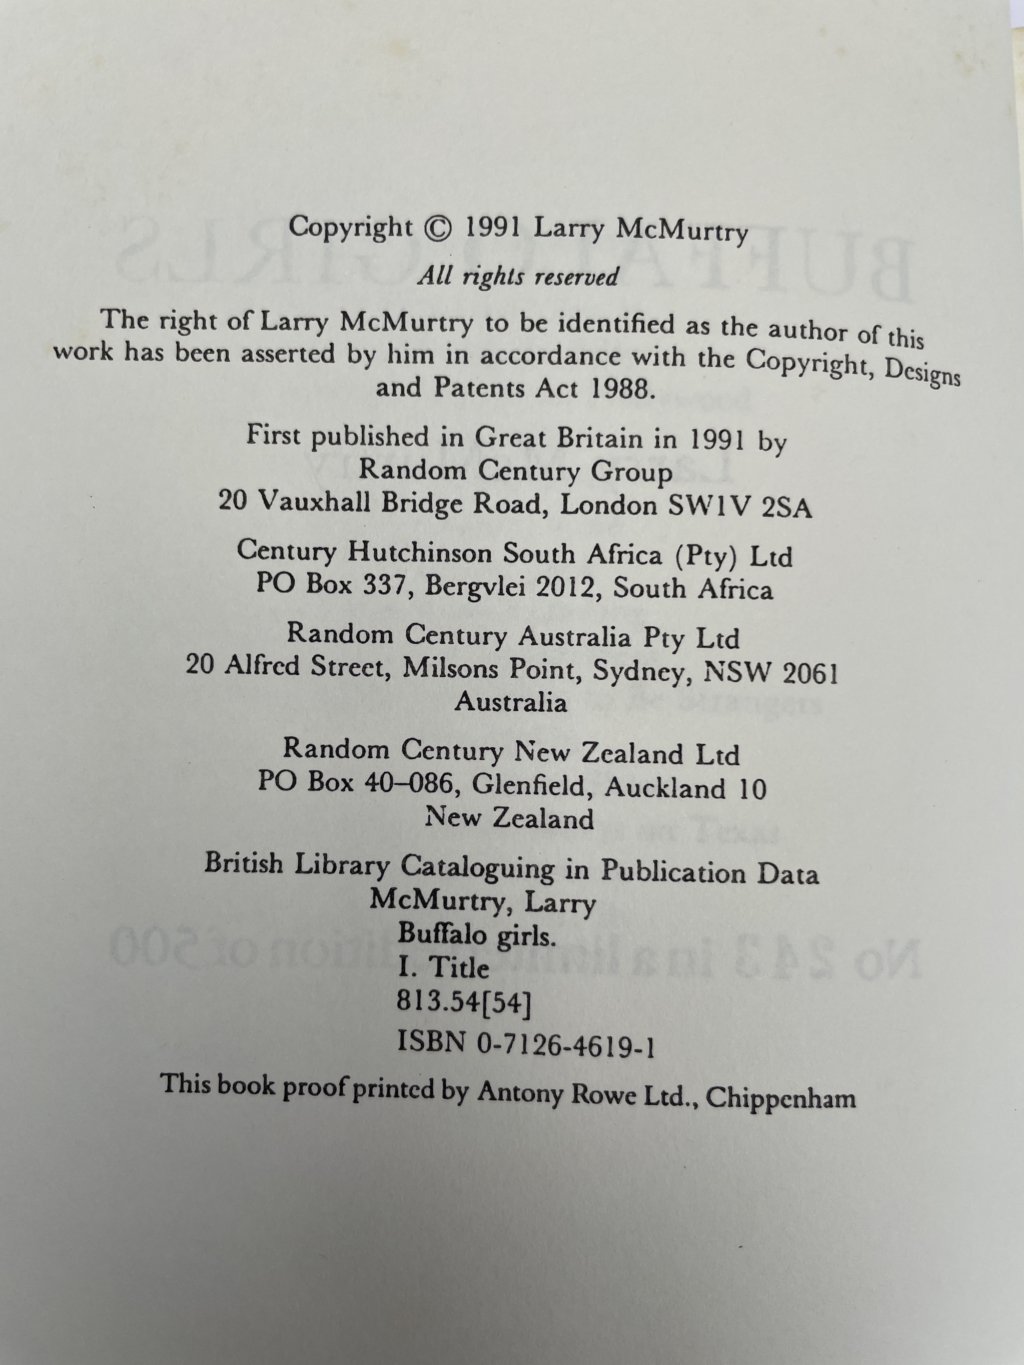 Copyright © 1991 Larry McMurtry
All rights reserved
The right of Larry McMurtry to be identified as the author of this
work has been asserted by him in accordance with the Copyright, Designs
and Patents Act 1988.
First published in Great Britain in 1991 by
Random Century Group
20 Vauxhall Bridge Road, London SW1V 2SA
Century Hutchinson South Africa (Pty) Ltd
PO Box 337, Bergvlei 2012, South Africa
Random Century Australia Pty Ltd
20 Alfred Street, Milsons Point, Sydney, NSW 2061
Australia
Random Century New Zealand Ltd
PO Box 40–086, Glenfield, Auckland 10
New Zealand
British Library Cataloguing in Publication Data
McMurtry, Larry
Buffalo girls.
I. Title
813.54[54]
ISBN 0-7126-4619-1
This book proof printed by Antony Rowe Ltd., Chippenham